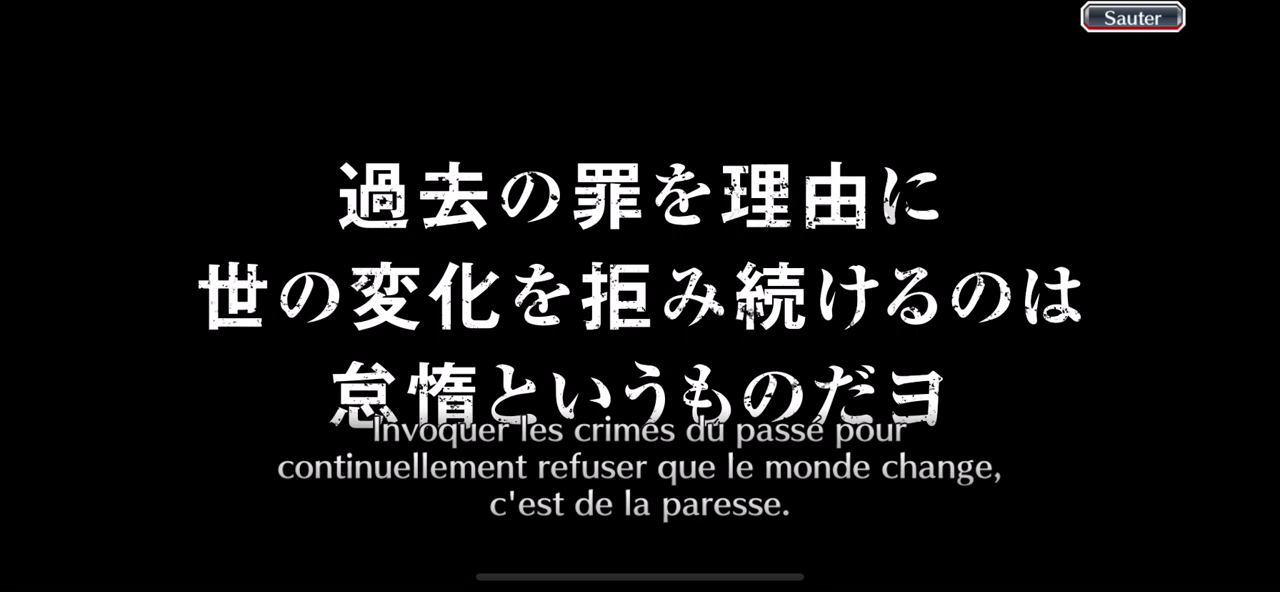 Sauter
過去の罪を理由に
世の変化を拒み続けるのは
怠惰というものだヨ
Invoquer les crimes du passé pour
continuellement refuser que le monde change,
c'est de la paresse.